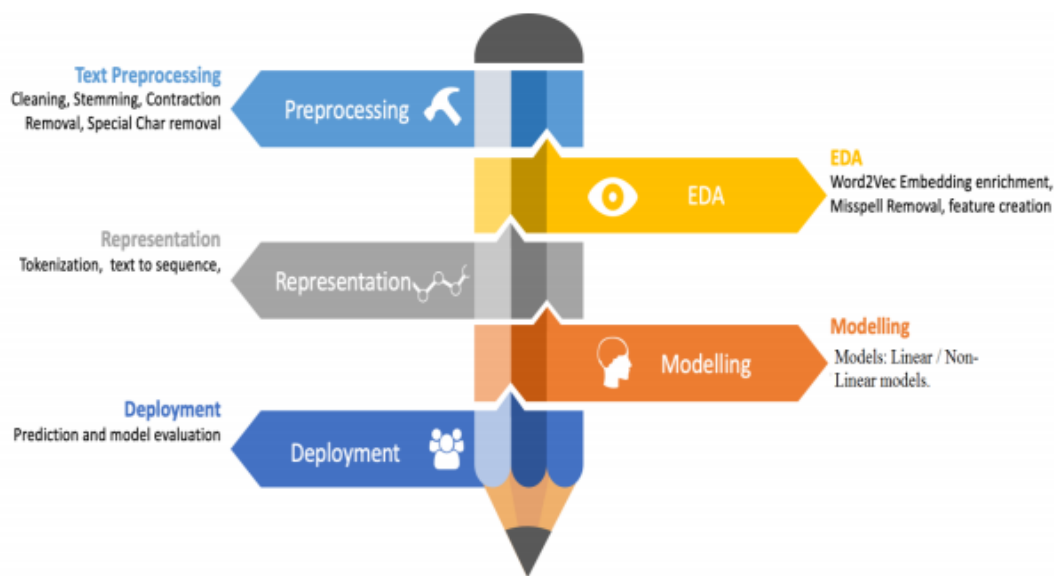 Text Preprocessing
Cleaning, Stemming, Contraction
Removal, Special Char removal
Preprocessing
EDA
EDA
Word2Vec Embedding enrichment,
Misspell Removal, feature creation
Representation
Tokenization, text to sequence,
Representation
Modelling
Modelling
Models: Linear / Non-
Linear models.
Deployment
Prediction and model evaluation
Deployment